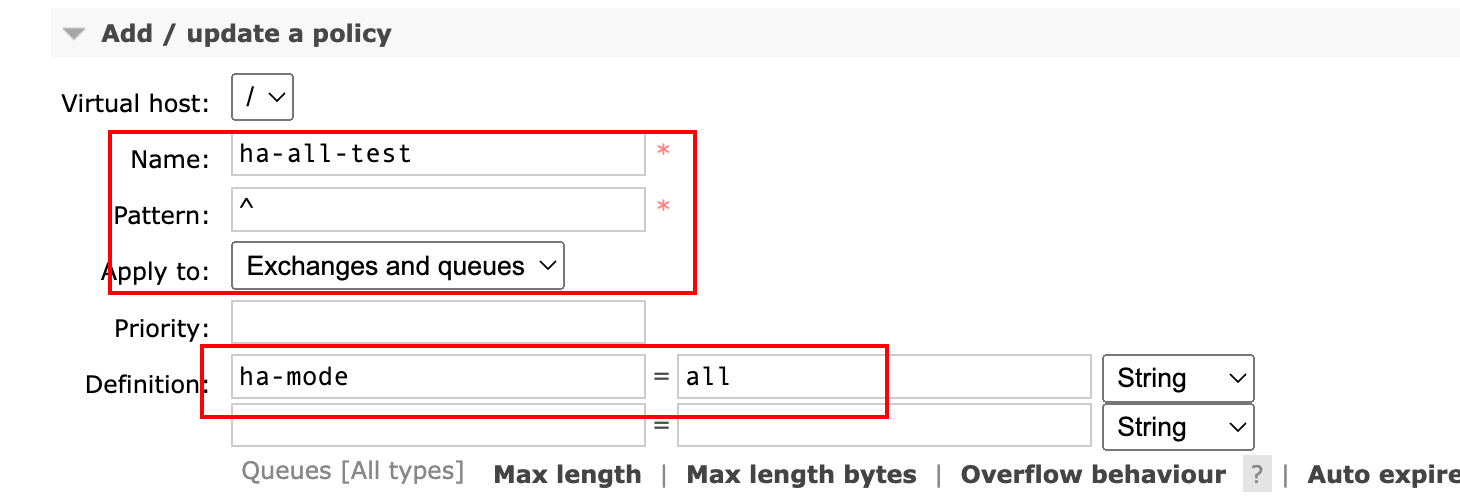 Add / update a policy
Virtual host: /
Name: ha-all-test *
Pattern: ^ *
Apply to: Exchanges and queues
Priority:
Definition: ha-mode = all String
= String
Queues [All types] Max length | Max length bytes | Overflow behaviour ? | Auto expire